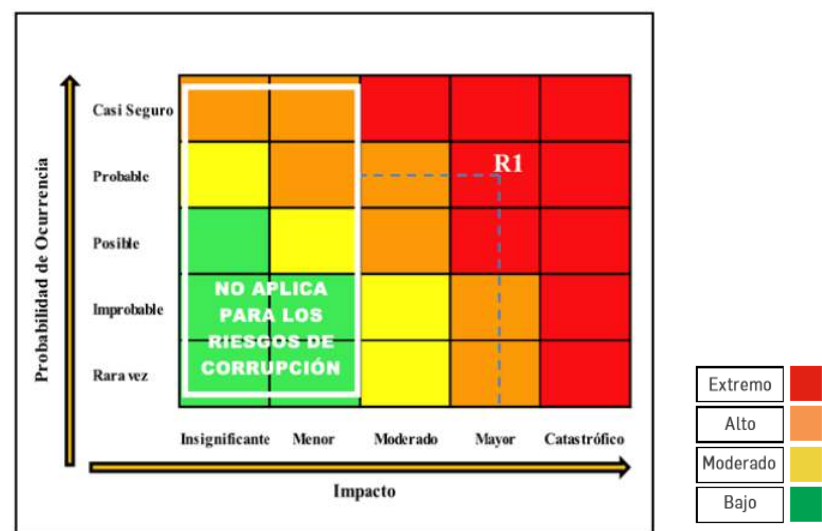 Probabilidad de Ocurrencia
Casi Seguro
Probable
R1
Posible
Improbable
Rara vez
NO APLICA
PARA LOS
RIESGOS DE
CORRUPCIÓN
Insignificante Menor Moderado Mayor Catastrófico
Impacto
Extremo
Alto
Moderado
Bajo